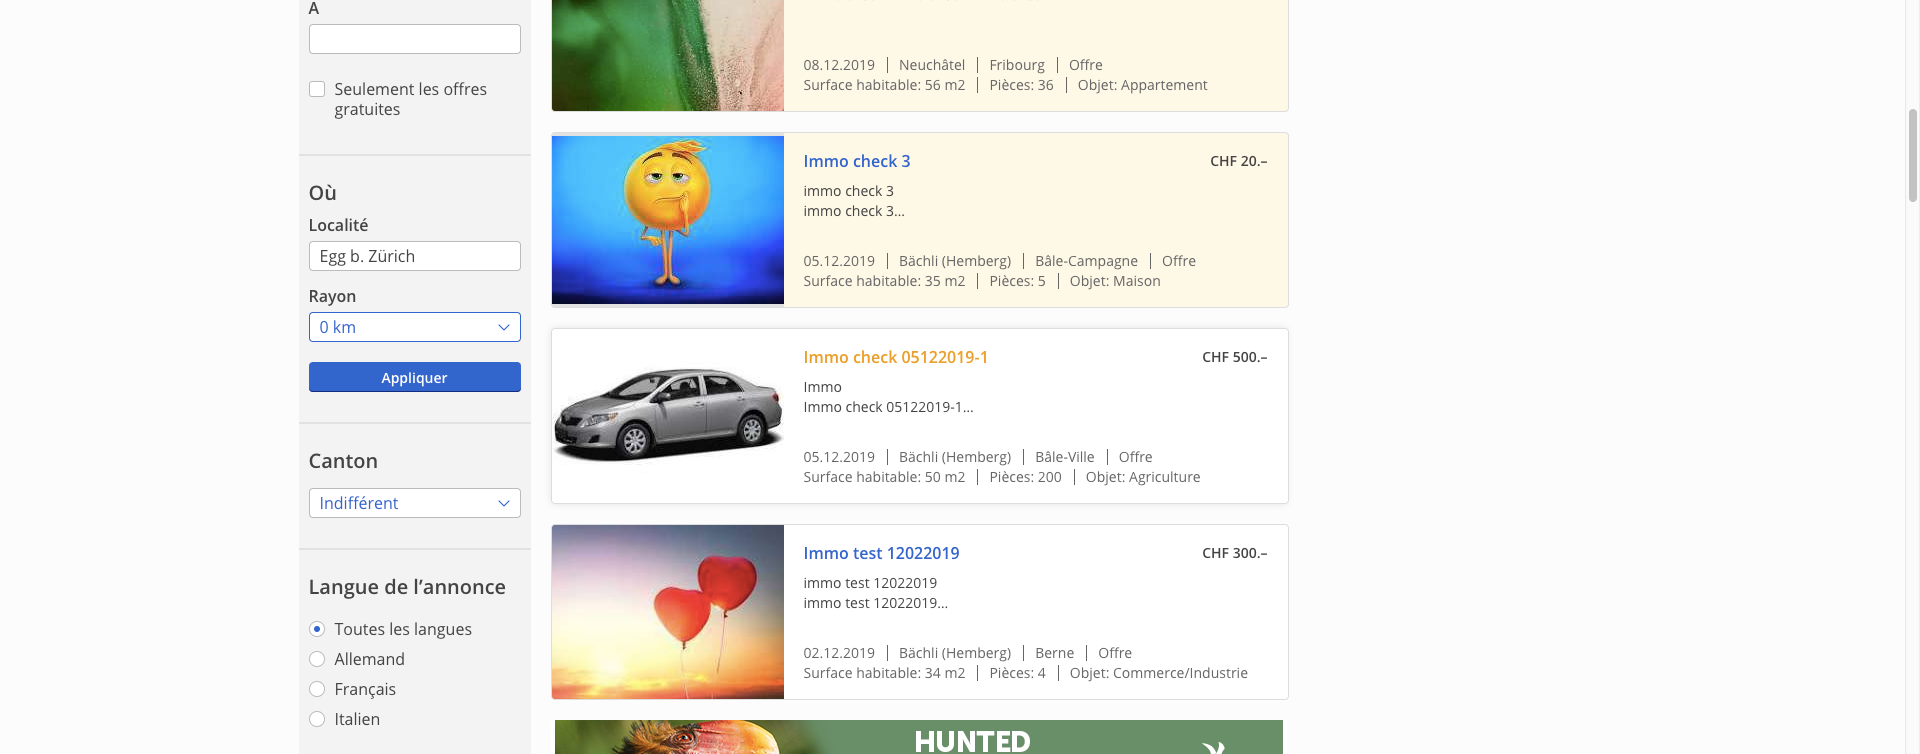 A
Seulement les offres
gratuites
Où
Localité
Egg b. Zürich
Rayon
0 km
Appliquer
Canton
Indifférent
Langue de l’annonce
Toutes les langues
Allemand
Français
Italien
08.12.2019 | Neuchâtel | Fribourg | Offre
Surface habitable: 56 m2 | Pièces: 36 | Objet: Appartement
Immo check 3 CHF 20.–
immo check 3
immo check 3...
05.12.2019 | Bächli (Hemberg) | Bâle-Campagne | Offre
Surface habitable: 35 m2 | Pièces: 5 | Objet: Maison
Immo check 05122019-1 CHF 500.–
Immo
Immo check 05122019-1...
05.12.2019 | Bächli (Hemberg) | Bâle-Ville | Offre
Surface habitable: 50 m2 | Pièces: 200 | Objet: Agriculture
Immo test 12022019 CHF 300.–
immo test 12022019
immo test 12022019...
02.12.2019 | Bächli (Hemberg) | Berne | Offre
Surface habitable: 34 m2 | Pièces: 4 | Objet: Commerce/Industrie
HUNTED